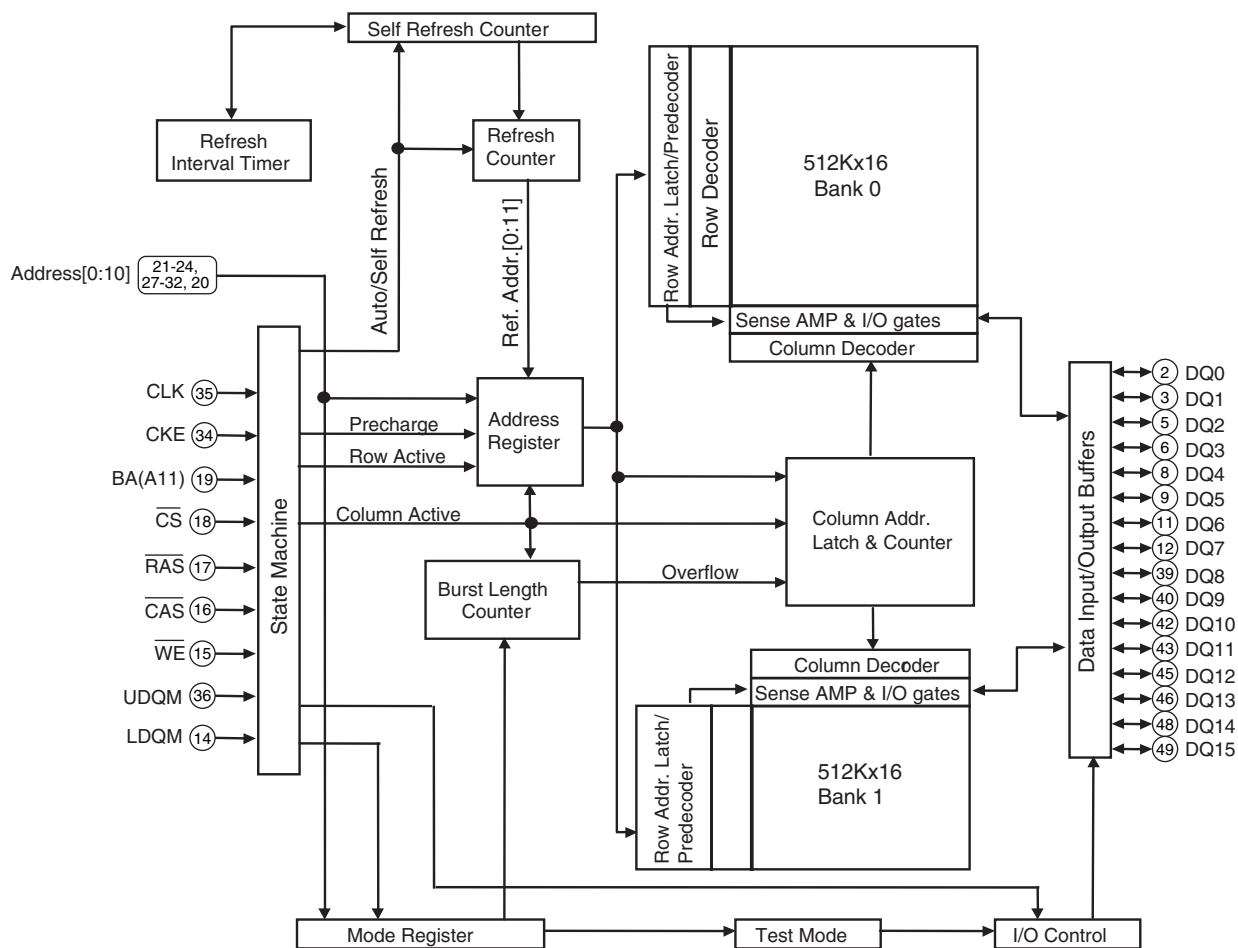 Self Refresh Counter
Refresh
Interval Timer
Refresh
Counter
Auto/Self Refresh
Ref. Addr.[0:11]
Row Addr. Latch/Predecoder
Row Decoder
512Kx16
Bank 0
Sense AMP & I/O gates
Column Decoder
Address[0:10]
21-24,
27-32, 20
CLK 35
CKE 34
BA(A11) 19
CS 18
RAS 17
CAS 16
WE 15
UDQM 36
LDQM 14
State Machine
Precharge
Row Active
Column Active
Address
Register
Burst Length
Counter
Overflow
Column Addr.
Latch & Counter
Column Decoder
Sense AMP & I/O gates
Row Addr. Latch/
Predecoder
512Kx16
Bank 1
Data Input/Output Buffers
2 DQ0
3 DQ1
5 DQ2
6 DQ3
8 DQ4
9 DQ5
11 DQ6
12 DQ7
39 DQ8
40 DQ9
42 DQ10
43 DQ11
45 DQ12
46 DQ13
48 DQ14
49 DQ15
Mode Register
Test Mode
I/O Control